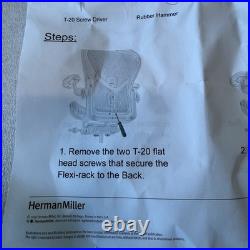 T-20 Screw Driver
Rubber Hammer
Steps:
1. Remove the two T-20 flat
head screws that secure the
Flexi-rack to the Back.
2.
HermanMiller